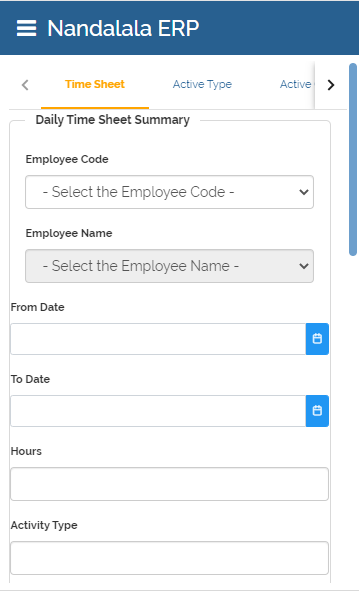 Nandalala ERP
Time Sheet
Active Type
Active
Daily Time Sheet Summary
Employee Code
- Select the Employee Code -
Employee Name
- Select the Employee Name -
From Date
To Date
Hours
Activity Type